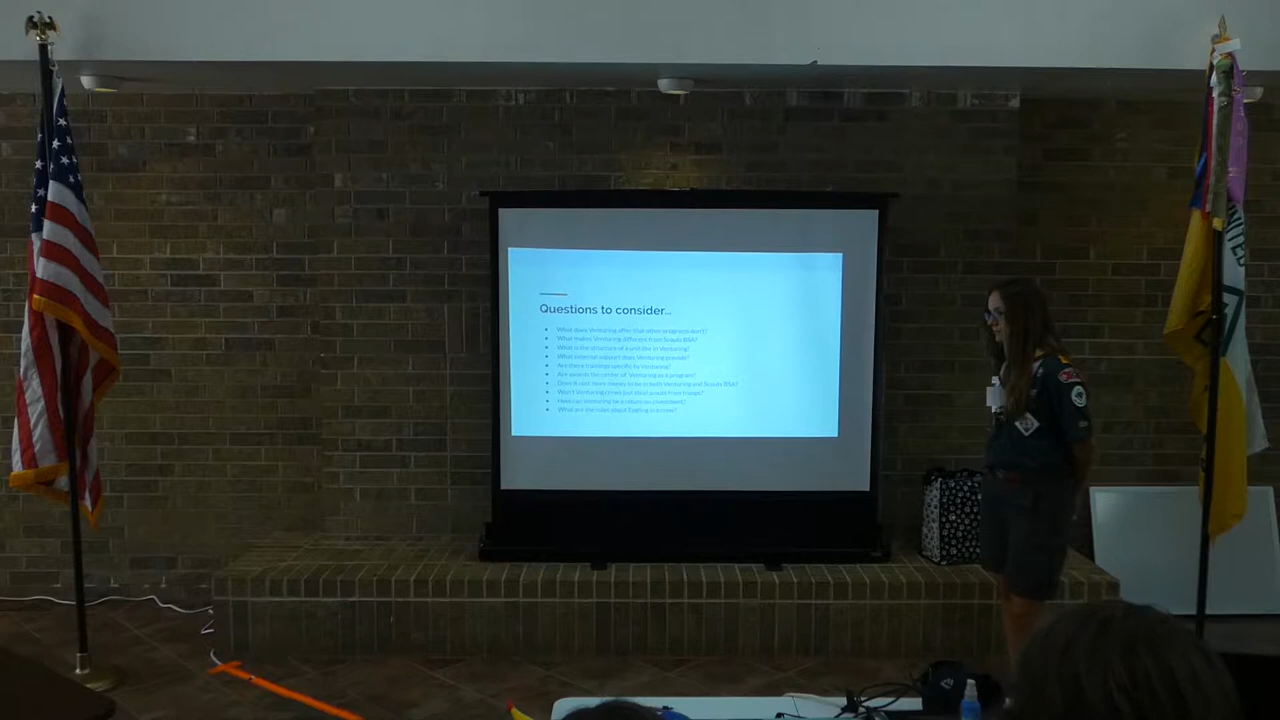 Questions to consider...
What does Venturing offer that other programs don't?
What makes Venturing different from Scouts BSA?
What is the structure of a unit like in Venturing?
What external support does Venturing provide?
Are there trainings specific to Venturing?
Are awards the center of Venturing as a program?
Does it cost more money to be in both Venturing and Scouts BSA?
Won't Venturing crews just steal scouts from troops?
How can Venturing be a return on investment?
What are the rules about Eagling in crews?
UNITED